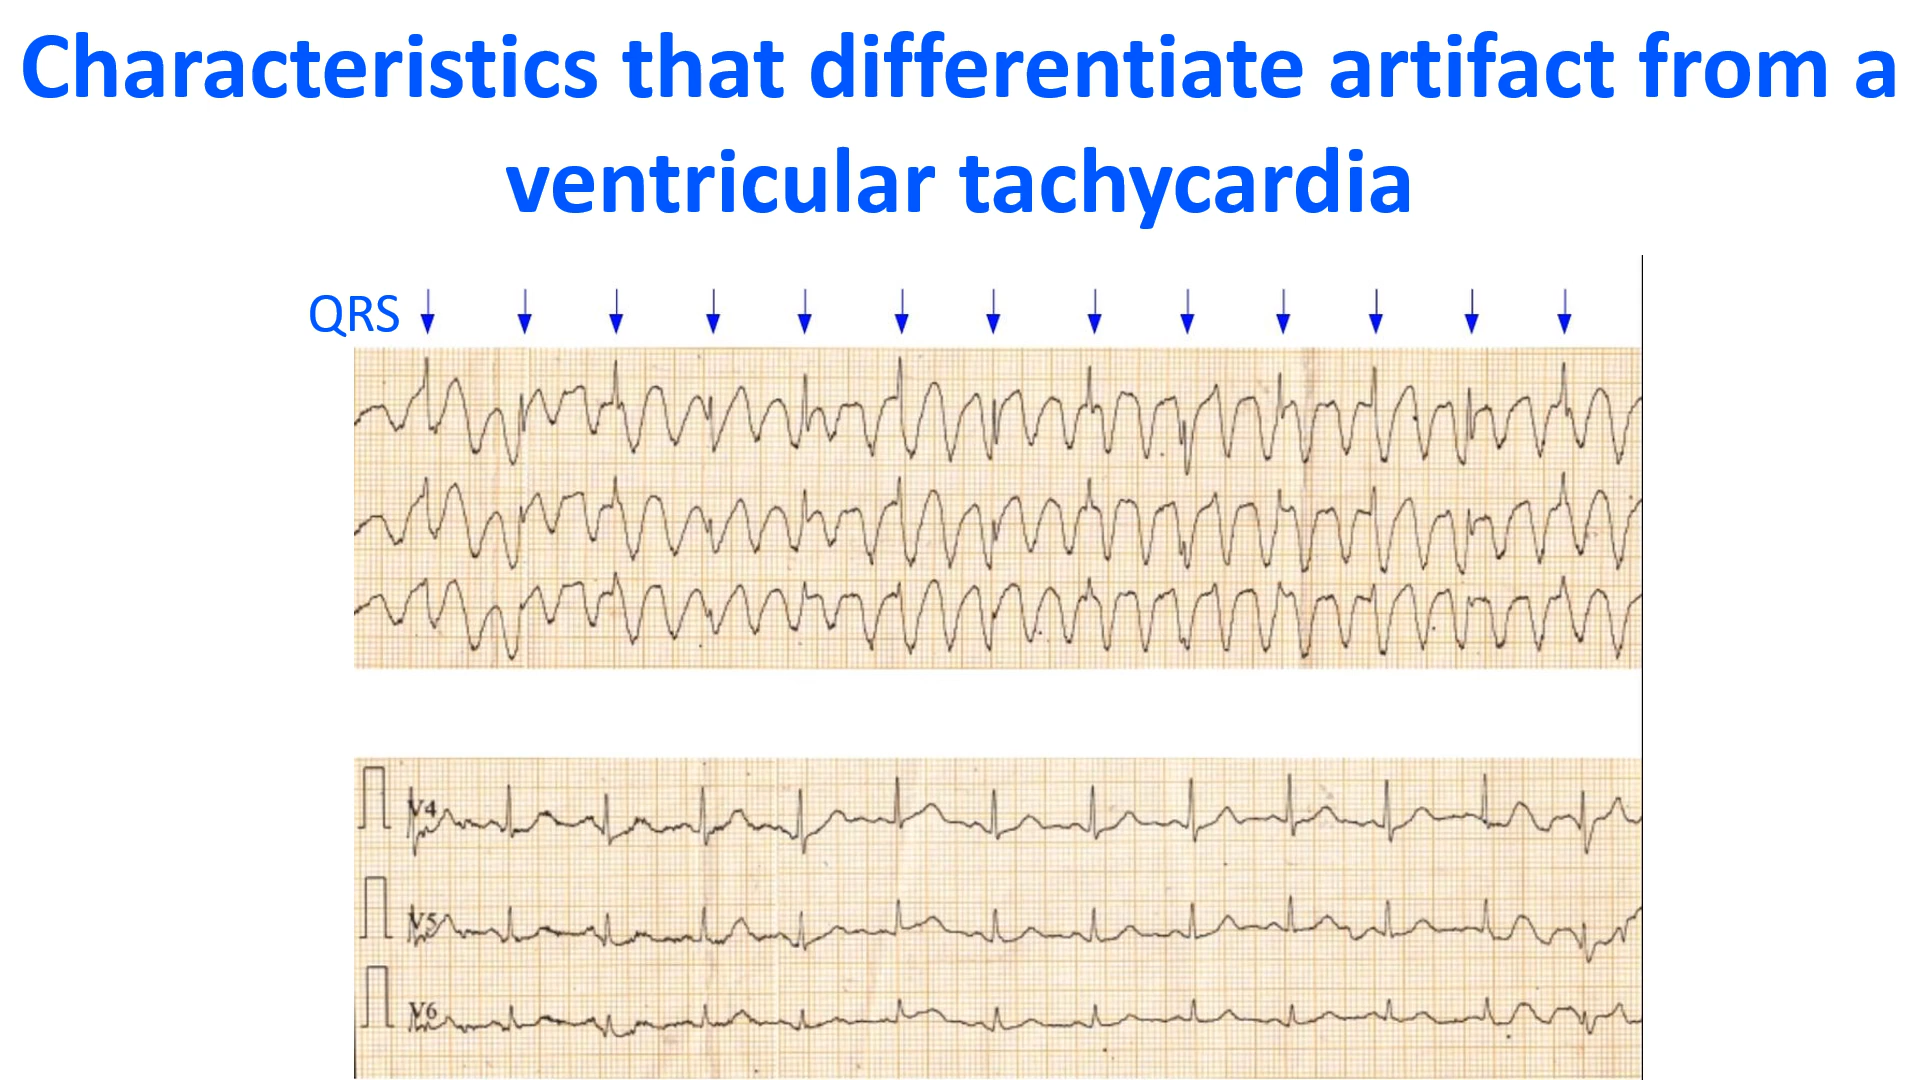 Characteristics that differentiate artifact from a
ventricular tachycardia
QRS
V4
V5
V6